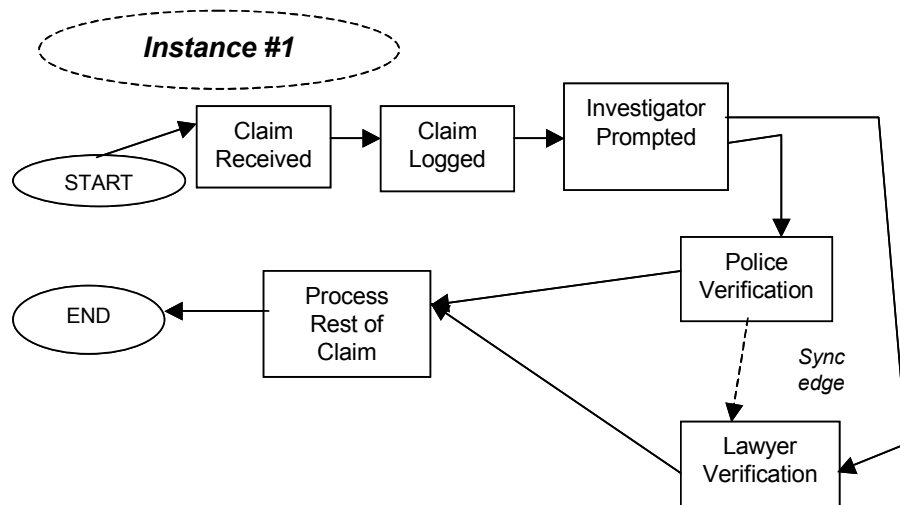 Instance #1
START
Claim
Received
Claim
Logged
Investigator
Prompted
Police
Verification
Sync
edge
Lawyer
Verification
Process
Rest of
Claim
END